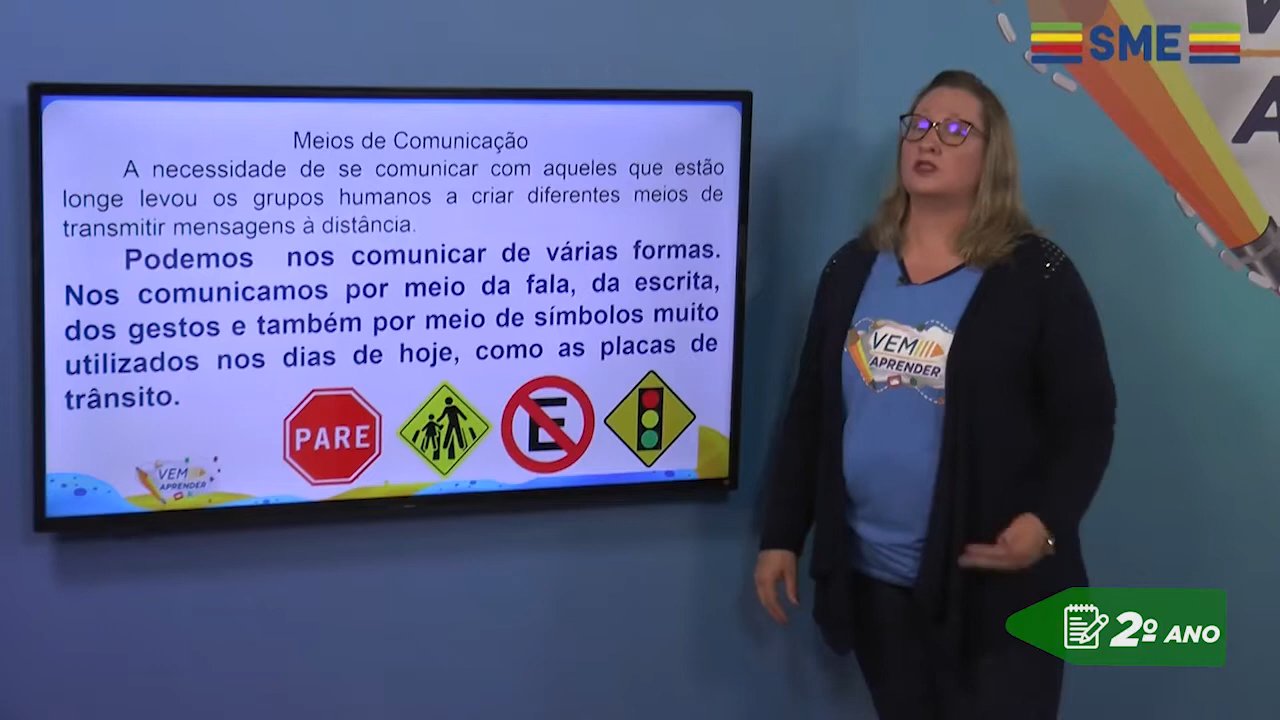 SME
Meios de Comunicação
A necessidade de se comunicar com aqueles que estão
longe levou os grupos humanos a criar diferentes meios de
transmitir mensagens à distância.
Podemos nos comunicar de várias formas.
Nos comunicamos por meio da fala, da escrita,
dos gestos e também por meio de símbolos muito
utilizados nos dias de hoje, como as placas de
trânsito.
PARE
E
VEM
APRENDER
VEM
APRENDER
2º ANO